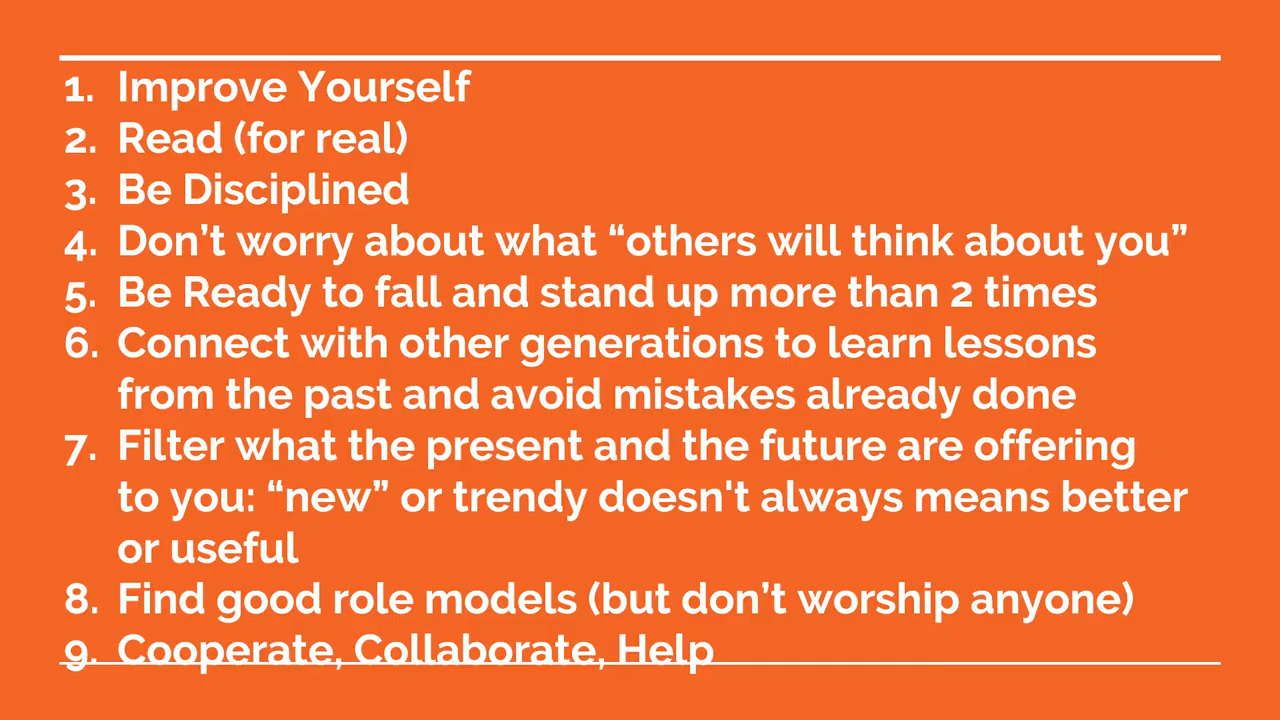 1. Improve Yourself
2. Read (for real)
3. Be Disciplined
4. Don’t worry about what “others will think about you”
5. Be Ready to fall and stand up more than 2 times
6. Connect with other generations to learn lessons
from the past and avoid mistakes already done
7. Filter what the present and the future are offering
to you: “new” or trendy doesn't always means better
or useful
8. Find good role models (but don’t worship anyone)
9. Cooperate, Collaborate, Help